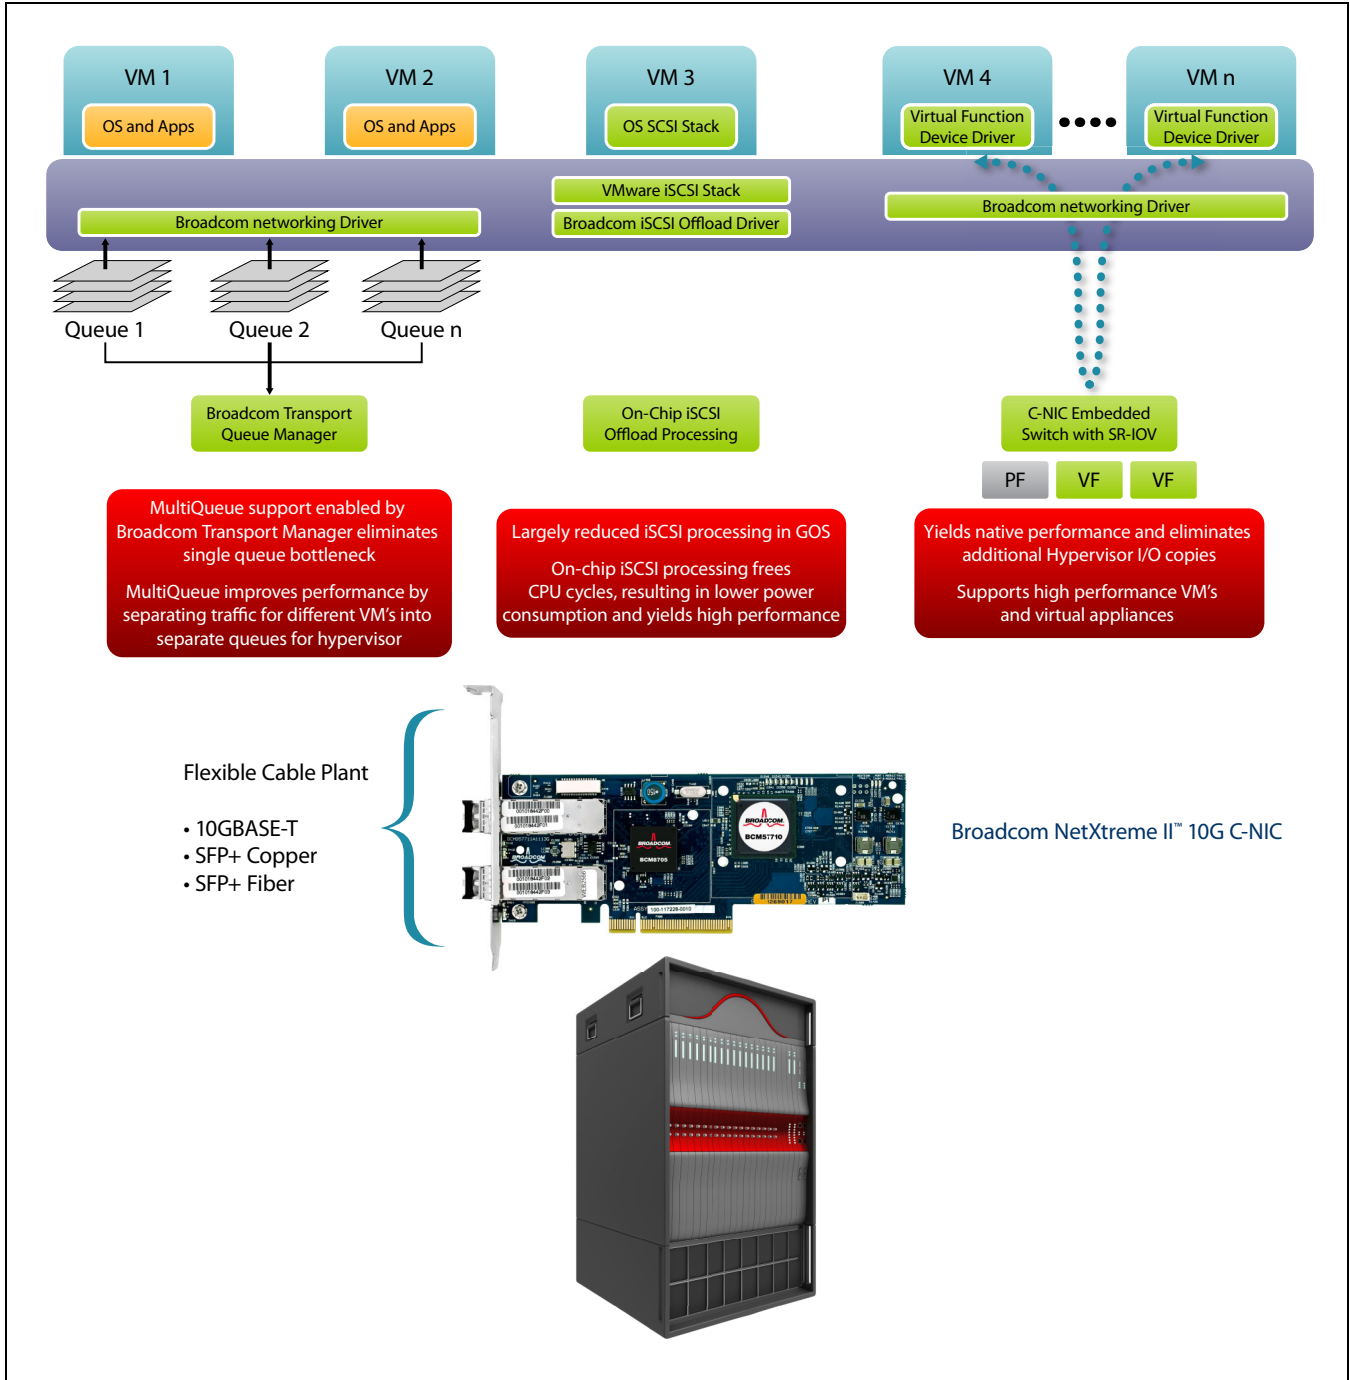 VM 1
VM 2
VM 3
VM 4
VM n
OS and Apps
OS and Apps
OS SCSI Stack
Virtual Function
Device Driver
Virtual Function
Device Driver
VMware iSCSI Stack
Broadcom networking Driver
Broadcom iSCSI Offload Driver
Broadcom networking Driver
Queue 1
Queue 2
Queue n
Broadcom Transport
Queue Manager
On-Chip iSCSI
Offload Processing
C-NIC Embedded
Switch with SR-IOV
PF
VF
VF
MultiQueue support enabled by
Broadcom Transport Manager eliminates
single queue bottleneck
MultiQueue improves performance by
separating traffic for different VM's into
separate queues for hypervisor
Largely reduced iSCSI processing in GOS
On-chip iSCSI processing frees
CPU cycles, resulting in lower power
consumption and yields high performance
Yields native performance and eliminates
additional Hypervisor I/O copies
Supports high performance VM's
and virtual appliances
Flexible Cable Plant
• 10GBASE-T
• SFP+ Copper
• SFP+ Fiber
BROADCOM
BCM57710
BROADCOM
BCM8705
BROADCOM
Broadcom NetXtreme II™ 10G C-NIC